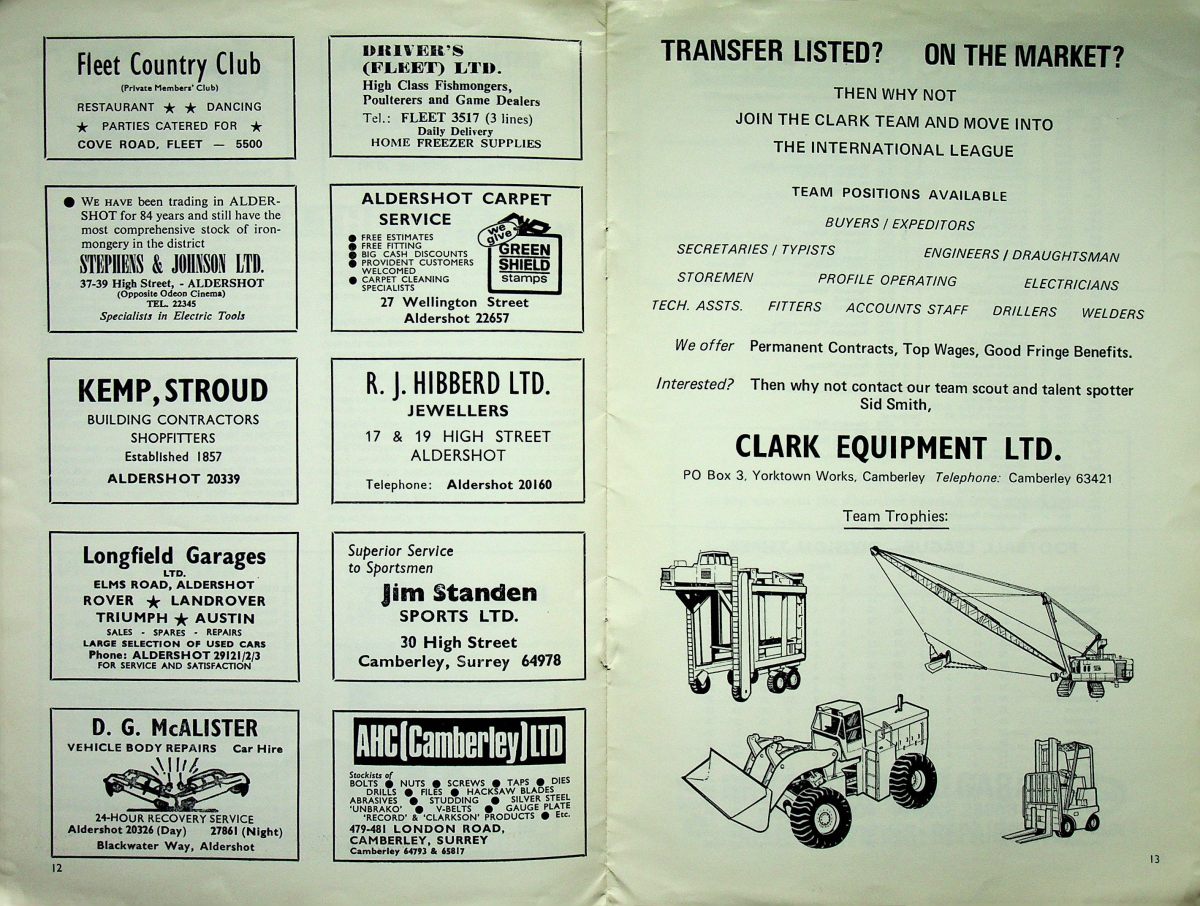 Fleet Country Club
(Private Members' Club)
RESTAURANT ★ ★ DANCING
★ PARTIES CATERED FOR ★
COVE ROAD, FLEET — 5500
DRIVER'S
(FLEET) LTD.
High Class Fishmongers,
Poulterers and Game Dealers
Tel.: FLEET 3517 (3 lines)
Daily Delivery
HOME FREEZER SUPPLIES
● WE HAVE been trading in ALDER-
SHOT for 84 years and still have the
most comprehensive stock of iron-
mongery in the district
STEPHENS & JOHNSON LTD.
37-39 High Street, - ALDERSHOT
(Opposite Odeon Cinema)
TEL. 22345
Specialists in Electric Tools
ALDERSHOT CARPET
SERVICE
● FREE ESTIMATES
● FREE FITTING
● BIG CASH DISCOUNTS
● PROVIDENT CUSTOMERS
WELCOMED
● CARPET CLEANING
SPECIALISTS
we
give
GREEN
SHIELD
stamps
27 Wellington Street
Aldershot 22657
KEMP, STROUD
BUILDING CONTRACTORS
SHOPFITTERS
Established 1857
ALDERSHOT 20339
R. J. HIBBERD LTD.
JEWELLERS
17 & 19 HIGH STREET
ALDERSHOT
Telephone: Aldershot 20160
Longfield Garages
LTD.
ELMS ROAD, ALDERSHOT
ROVER ★ LANDROVER
TRIUMPH ★ AUSTIN
SALES - SPARES - REPAIRS
LARGE SELECTION OF USED CARS
Phone: ALDERSHOT 29121/2/3
FOR SERVICE AND SATISFACTION
Superior Service
to Sportsmen
Jim Standen
SPORTS LTD.
30 High Street
Camberley, Surrey 64978
D. G. McALISTER
VEHICLE BODY REPAIRS Car Hire
24-HOUR RECOVERY SERVICE
Aldershot 20326 (Day) 27861 (Night)
Blackwater Way, Aldershot
AHC (Camberley) LTD
Stockists of
BOLTS ● NUTS ● SCREWS ● TAPS ● DIES
DRILLS ● FILES ● HACKSAW BLADES
ABRASIVES ● STUDDING ● SILVER STEEL
'UNBRAKO' ● V-BELTS ● GAUGE PLATE
'RECORD' & 'CLARKSON' PRODUCTS ● Etc.
479-481 LONDON ROAD,
CAMBERLEY, SURREY
Camberley 64793 & 65817
12
TRANSFER LISTED? ON THE MARKET?
THEN WHY NOT
JOIN THE CLARK TEAM AND MOVE INTO
THE INTERNATIONAL LEAGUE
TEAM POSITIONS AVAILABLE
BUYERS / EXPEDITORS
SECRETARIES / TYPISTS ENGINEERS / DRAUGHTSMAN
STOREMEN PROFILE OPERATING ELECTRICIANS
TECH. ASSTS. FITTERS ACCOUNTS STAFF DRILLERS WELDERS
We offer Permanent Contracts, Top Wages, Good Fringe Benefits.
Interested? Then why not contact our team scout and talent spotter
Sid Smith,
CLARK EQUIPMENT LTD.
PO Box 3, Yorktown Works, Camberley Telephone: Camberley 63421
Team Trophies:
13